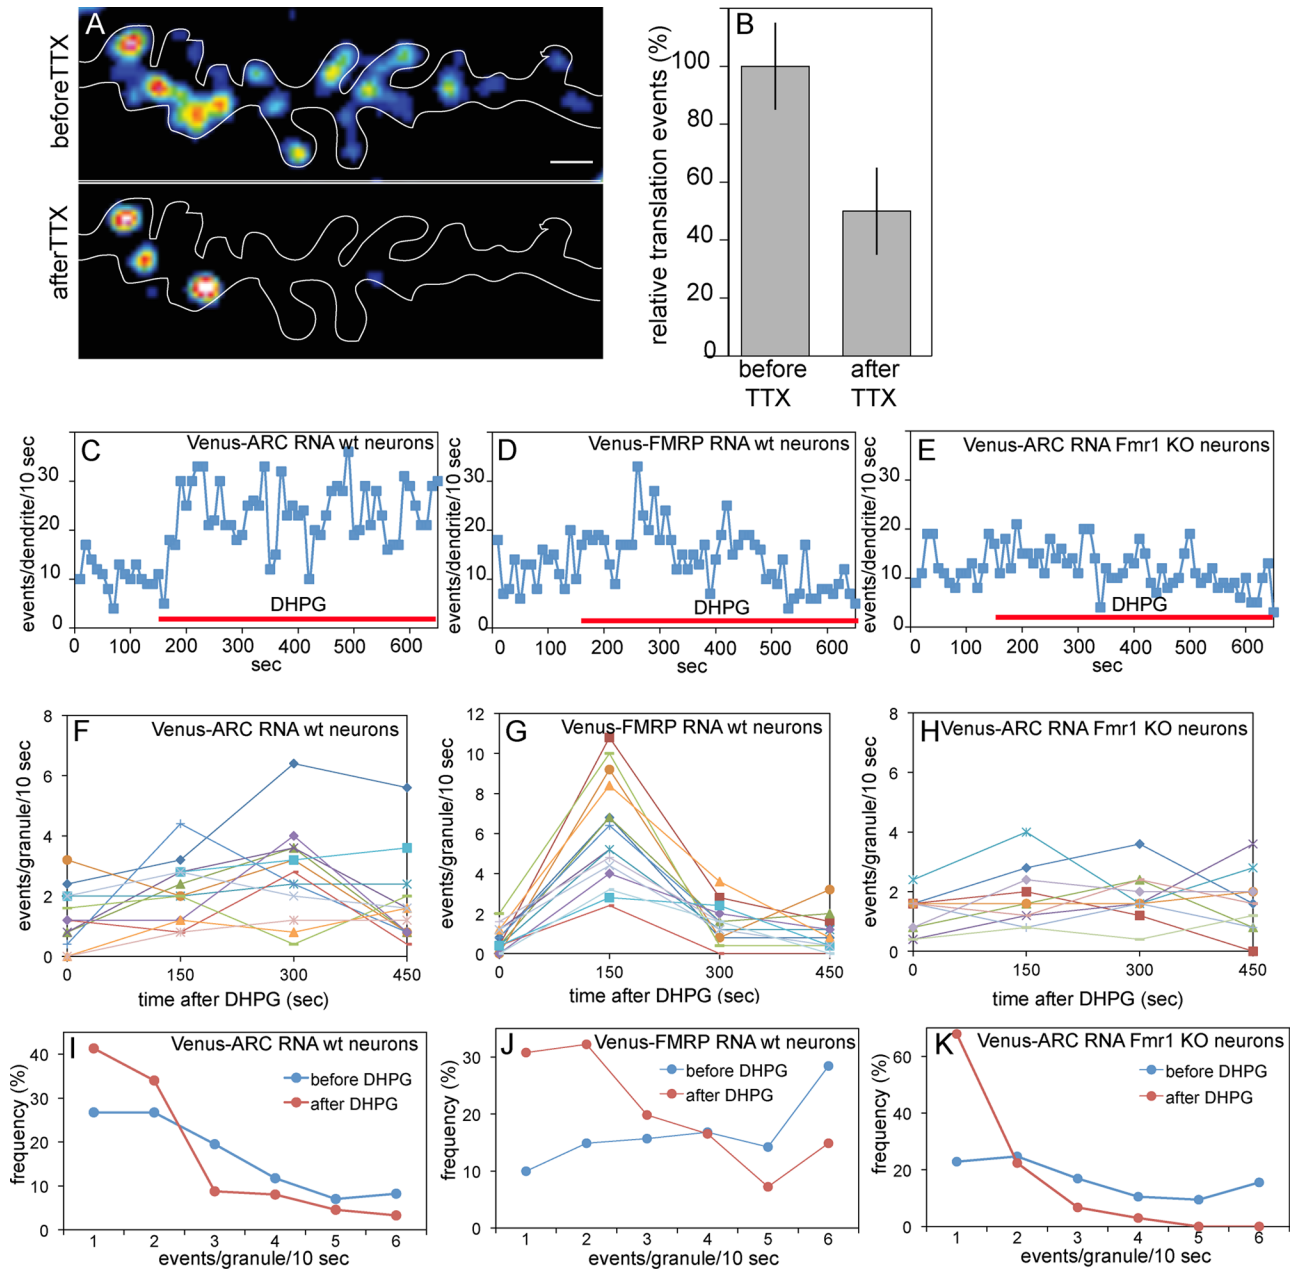 A
beforeTTX
afterTTX
B
relative translation events (%)
100
80
60
40
20
0
before
TTX
after
TTX
C
Venus-ARC RNA wt neurons
events/dendrite/10 sec
30
20
10
0
DHPG
0 100 200 300 400 500 600
sec
D
Venus-FMRP RNA wt neurons
events/dendrite/10 sec
30
20
10
0
DHPG
0 100 200 300 400 500 600
sec
E
Venus-ARC RNA Fmr1 KO neurons
events/dendrite/10 sec
30
20
10
0
DHPG
0 100 200 300 400 500 600
sec
F
Venus-ARC RNA wt neurons
events/granule/10 sec
8
6
4
2
0
0 150 300 450
time after DHPG (sec)
G
Venus-FMRP RNA wt neurons
events/granule/10 sec
12
10
8
6
4
2
0
0 150 300 450
time after DHPG (sec)
H
Venus-ARC RNA Fmr1 KO neurons
events/granule/10 sec
8
6
4
2
0
0 150 300 450
time after DHPG (sec)
I
Venus-ARC RNA wt neurons
before DHPG
after DHPG
frequency (%)
40
30
20
10
0
1 2 3 4 5 6
events/granule/10 sec
J
Venus-FMRP RNA wt neurons
before DHPG
after DHPG
frequency (%)
30
20
10
0
1 2 3 4 5 6
events/granule/10 sec
K
Venus-ARC RNA Fmr1 KO neurons
before DHPG
after DHPG
frequency (%)
60
40
20
0
1 2 3 4 5 6
events/granule/10 sec